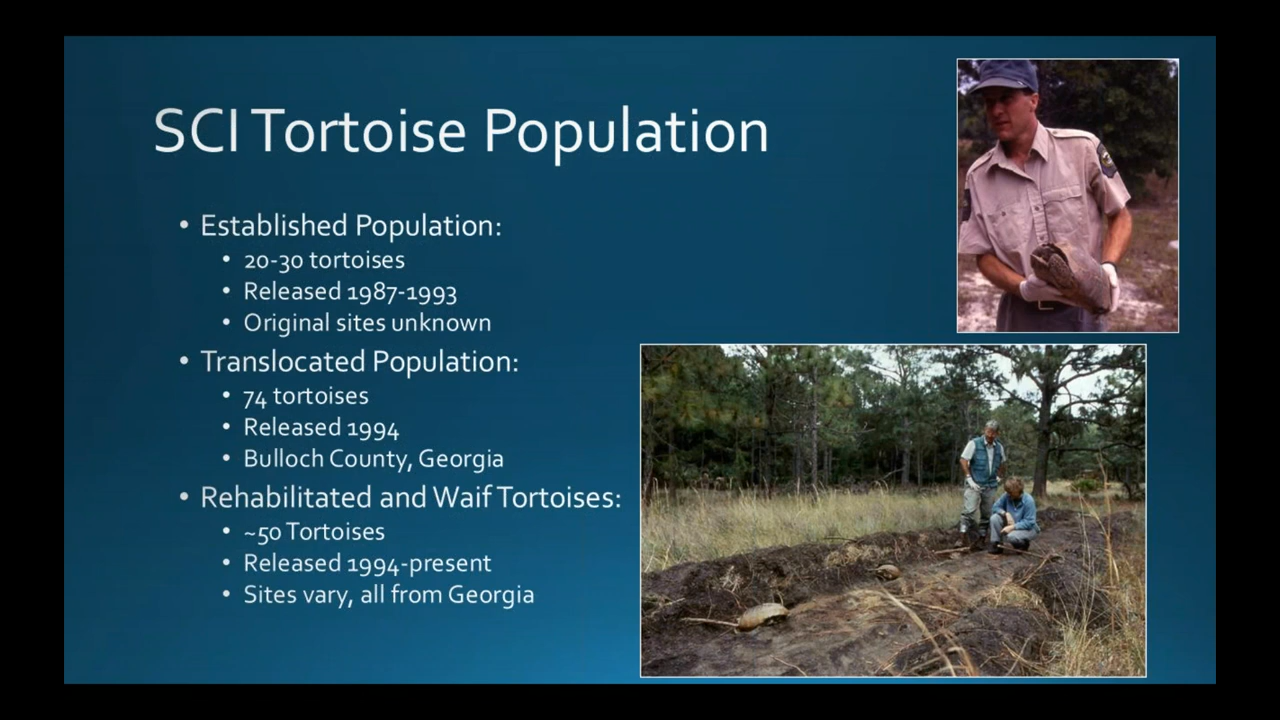 SCI Tortoise Population
• Established Population:
• 20-30 tortoises
• Released 1987-1993
• Original sites unknown
• Translocated Population:
• 74 tortoises
• Released 1994
• Bulloch County, Georgia
• Rehabilitated and Waif Tortoises:
• ~50 Tortoises
• Released 1994-present
• Sites vary, all from Georgia